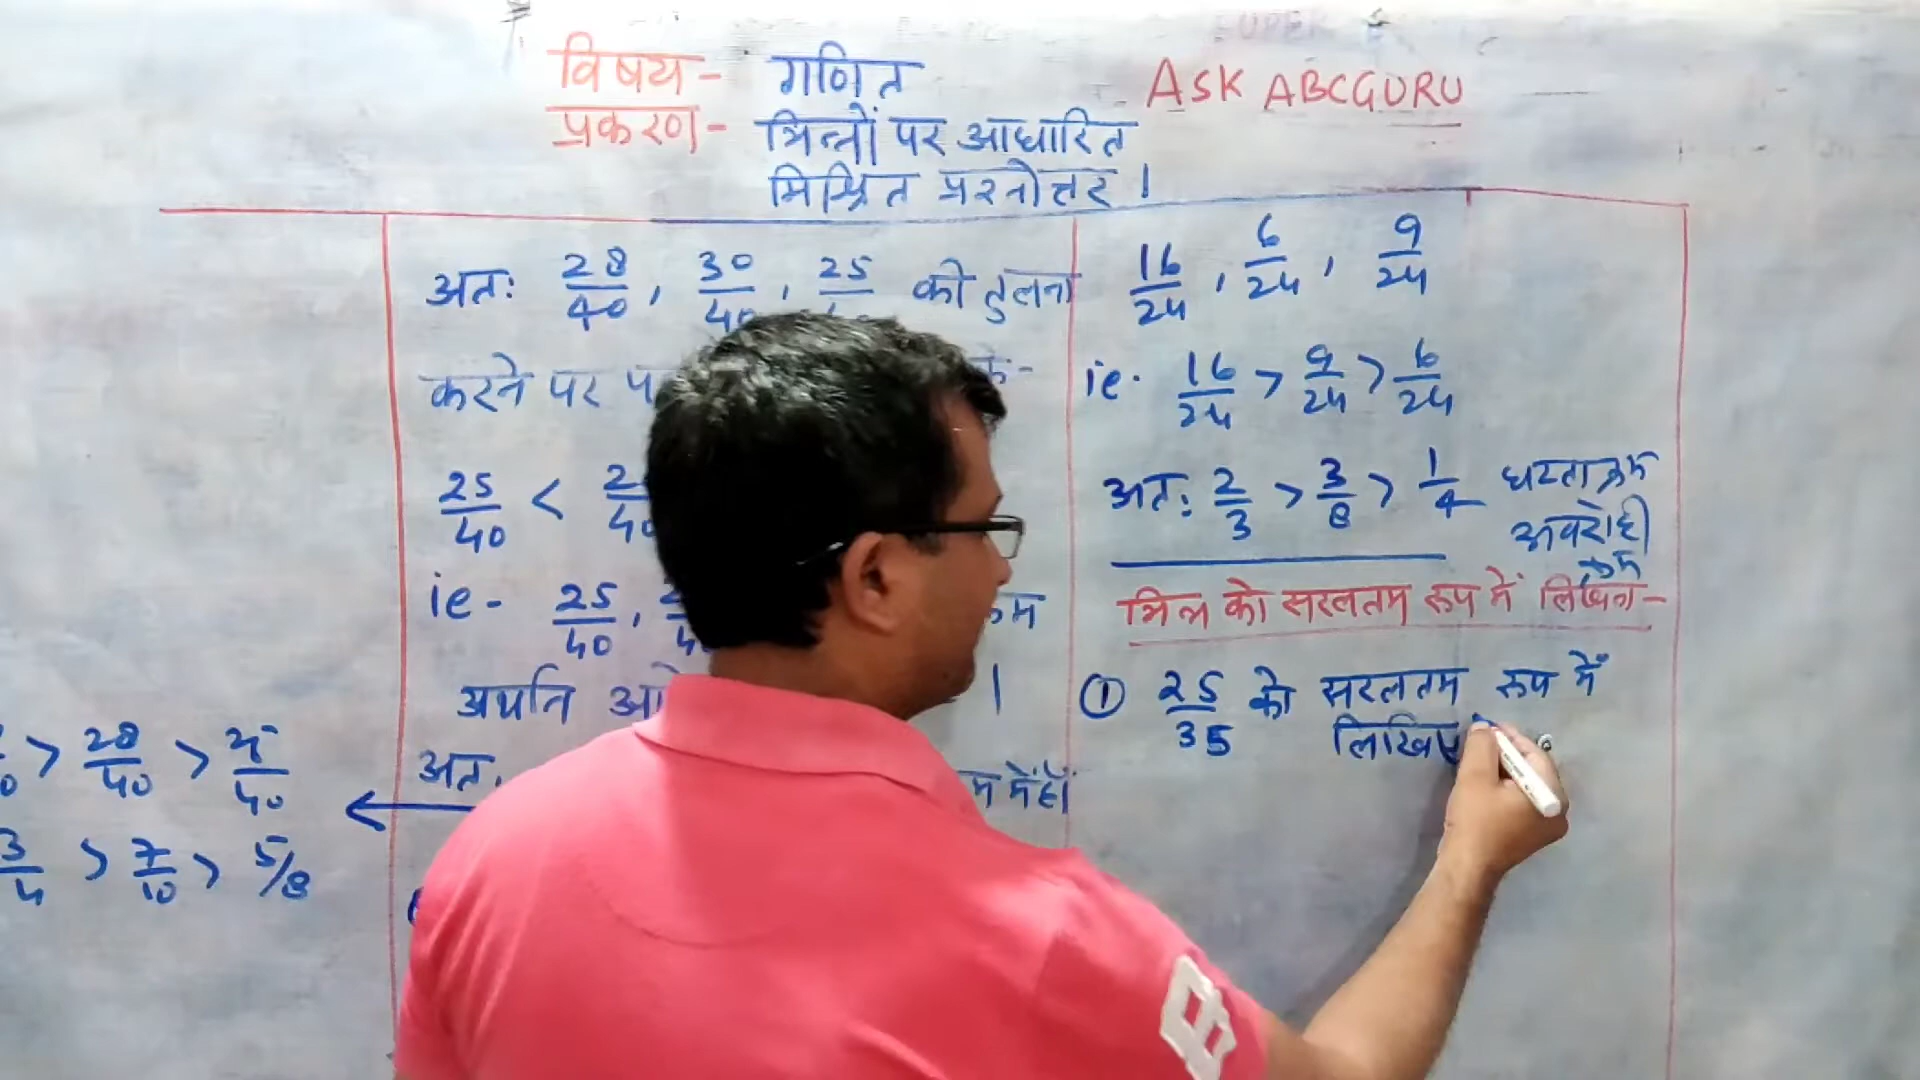 विषय - गणित
ASK ABCGURU
प्रकरण - भिन्नों पर आधारित
मिश्रित प्रश्नोत्तर ।
अतः 28/40 , 30/40 , 25/40 की तुलना
करने पर
25/40 <
ie - 25/40 ,
अर्थात
अत.
में हों
> 28/40 > 25/40
3/4 > 7/10 > 5/8
16/24 , 6/24 , 9/24
ie. 16/24 > 9/24 > 6/24
अतः 2/3 > 3/8 > 1/4 घटताक्रम
अवरोही
क्रम
भिन्न को सरलतम रूप में लिखना -
① 25/35 को सरलतम रूप में
लिखिए